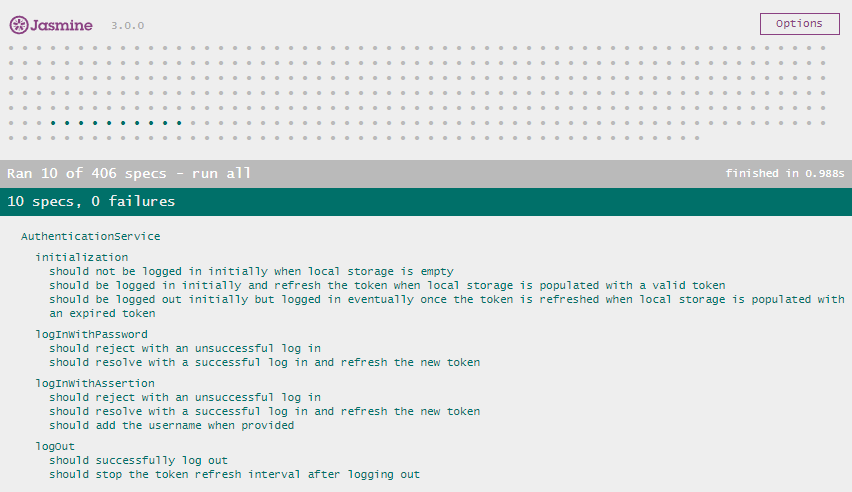 Jasmine 3.0.0 Options
Ran 10 of 406 specs - run all finished in 0.988s
10 specs, 0 failures
AuthenticationService
initialization
should not be logged in initially when local storage is empty
should be logged in initially and refresh the token when local storage is populated with a valid token
should be logged out initially but logged in eventually once the token is refreshed when local storage is populated with
an expired token
logInWithPassword
should reject with an unsuccessful log in
should resolve with a successful log in and refresh the new token
logInWithAssertion
should reject with an unsuccessful log in
should resolve with a successful log in and refresh the new token
should add the username when provided
logOut
should successfully log out
should stop the token refresh interval after logging out